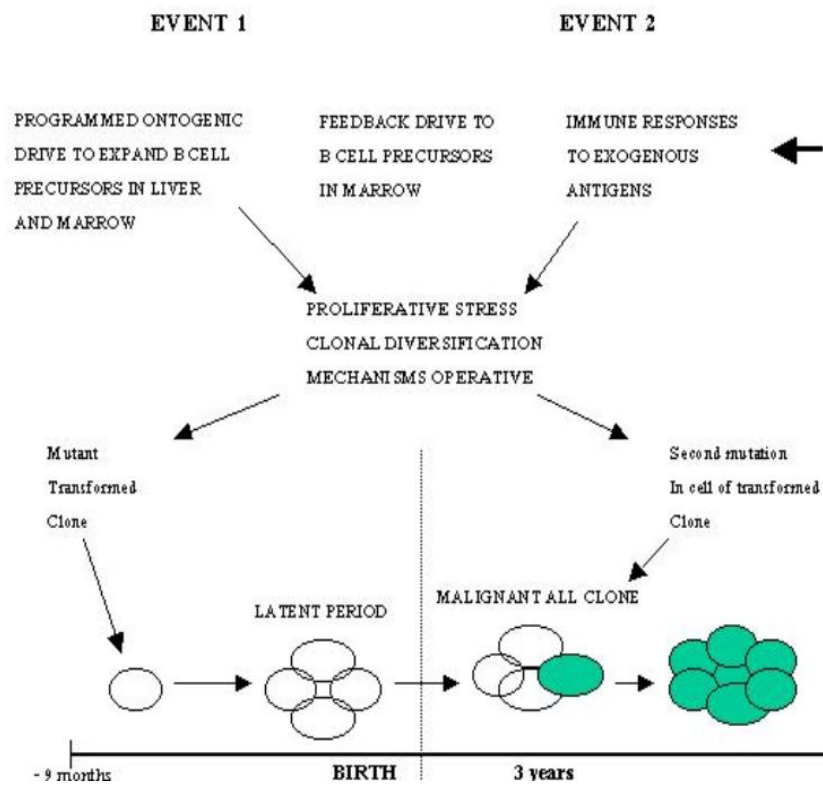 EVENT 1
EVENT 2
PROGRAMMED ONTOGENIC
DRIVE TO EXPAND B CELL
PRECURSORS IN LIVER
AND MARROW
FEEDBACK DRIVE TO
B CELL PRECURSORS
IN MARROW
IMMUNE RESPONSES
TO EXOGENOUS
ANTIGENS
PROLIFERATIVE STRESS
CLONAL DIVERSIFICATION
MECHANISMS OPERATIVE
Mutant
Transformed
Clone
Second mutation
In cell of transformed
Clone
LATENT PERIOD
MALIGNANT ALL CLONE
- 9 months
BIRTH
3 years